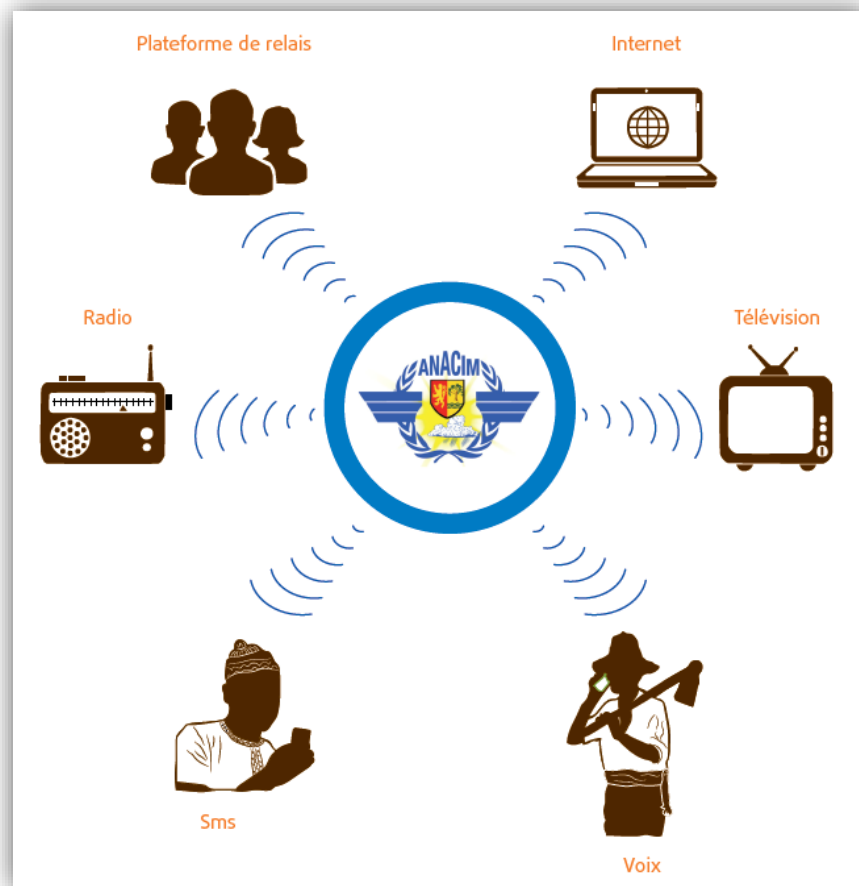 Plateforme de relais
Internet
Radio
Télévision
ANACIM
Sms
Voix